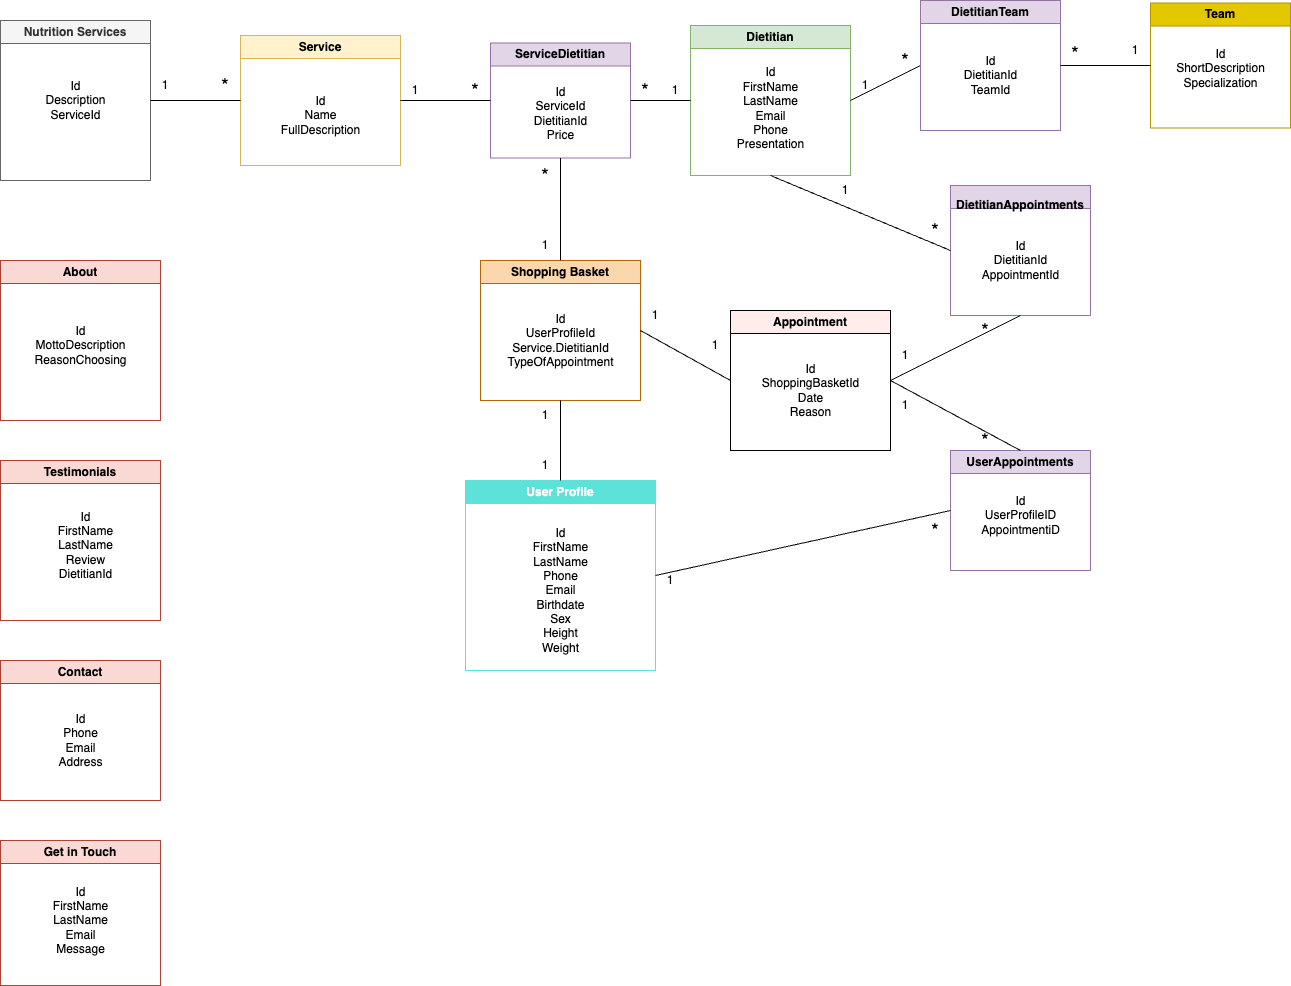 Nutrition Services
Id
Description
ServiceId
1
*
Service
Id
Name
FullDescription
1
*
ServiceDietitian
Id
ServiceId
DietitianId
Price
*
1
Dietitian
Id
FirstName
LastName
Email
Phone
Presentation
1
*
DietitianTeam
Id
DietitianId
TeamId
*
1
Team
Id
ShortDescription
Specialization
1
*
DietitianAppointments
Id
DietitianId
AppointmentId
*
1
Shopping Basket
Id
UserProfileId
Service.DietitianId
TypeOfAppointment
1
1
Appointment
Id
ShoppingBasketId
Date
Reason
1
*
1
*
UserAppointments
Id
UserProfileID
AppointmentiD
1
1
User Profile
Id
FirstName
LastName
Phone
Email
Birthdate
Sex
Height
Weight
1
*
About
Id
MottoDescription
ReasonChoosing
Testimonials
Id
FirstName
LastName
Review
DietitianId
Contact
Id
Phone
Email
Address
Get in Touch
Id
FirstName
LastName
Email
Message